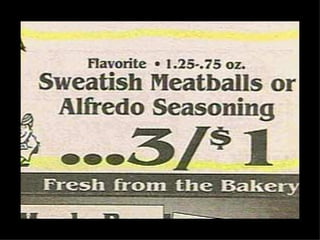 Flavorite • 1.25-.75 oz.
Sweatish Meatballs or
Alfredo Seasoning
...3/$1
Fresh from the Bakery